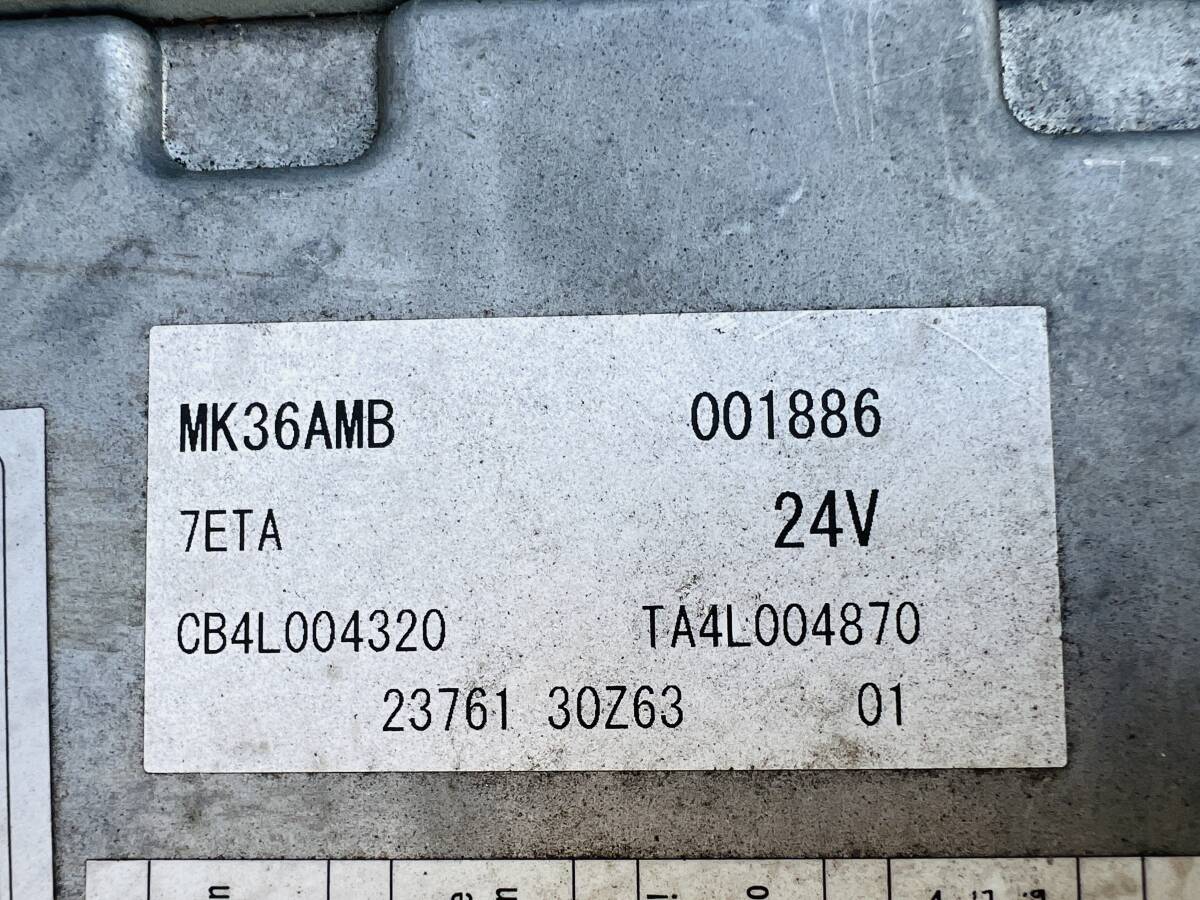 MK36AMB 001886
7ETA 24V
CB4L004320 TA4L004870
23761 30Z63 01